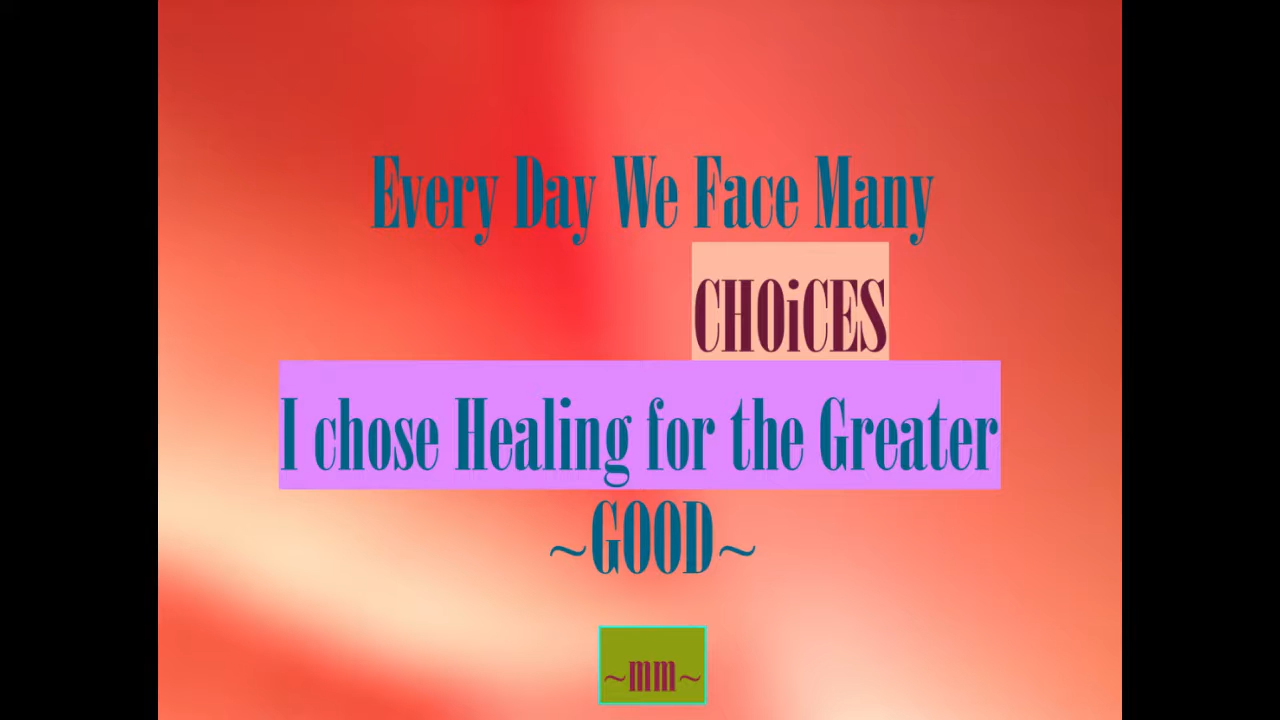 Every Day We Face Many
CHOiCES
I chose Healing for the Greater
~GOOD~
~mm~